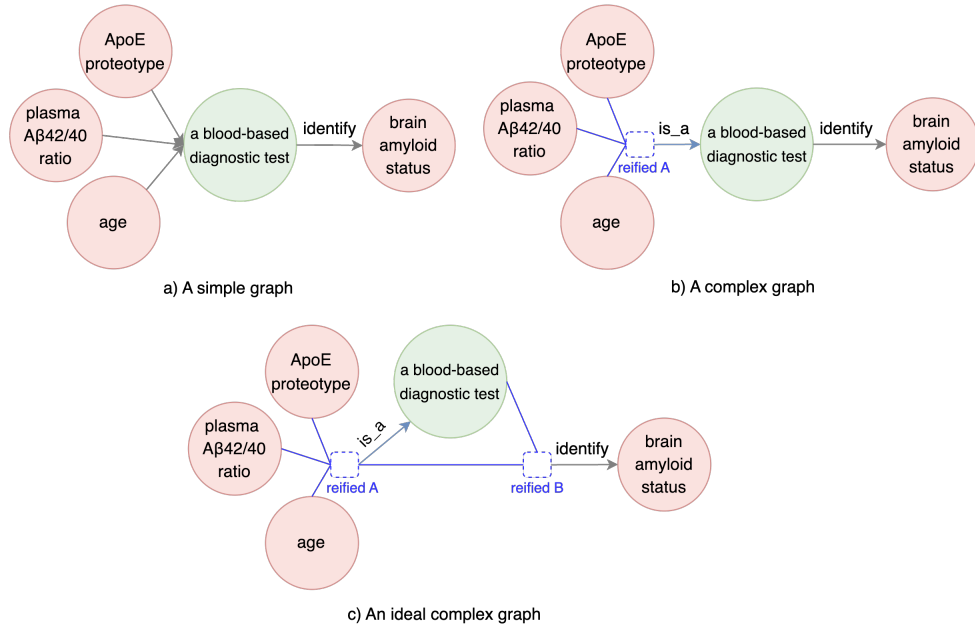 ApoE
proteotype
plasma
Aβ42/40
ratio
age
a blood-based
diagnostic test
identify
brain
amyloid
status
a) A simple graph
ApoE
proteotype
plasma
Aβ42/40
ratio
age
reified A
is_a
a blood-based
diagnostic test
identify
brain
amyloid
status
b) A complex graph
ApoE
proteotype
plasma
Aβ42/40
ratio
age
reified A
is_a
a blood-based
diagnostic test
reified B
identify
brain
amyloid
status
c) An ideal complex graph